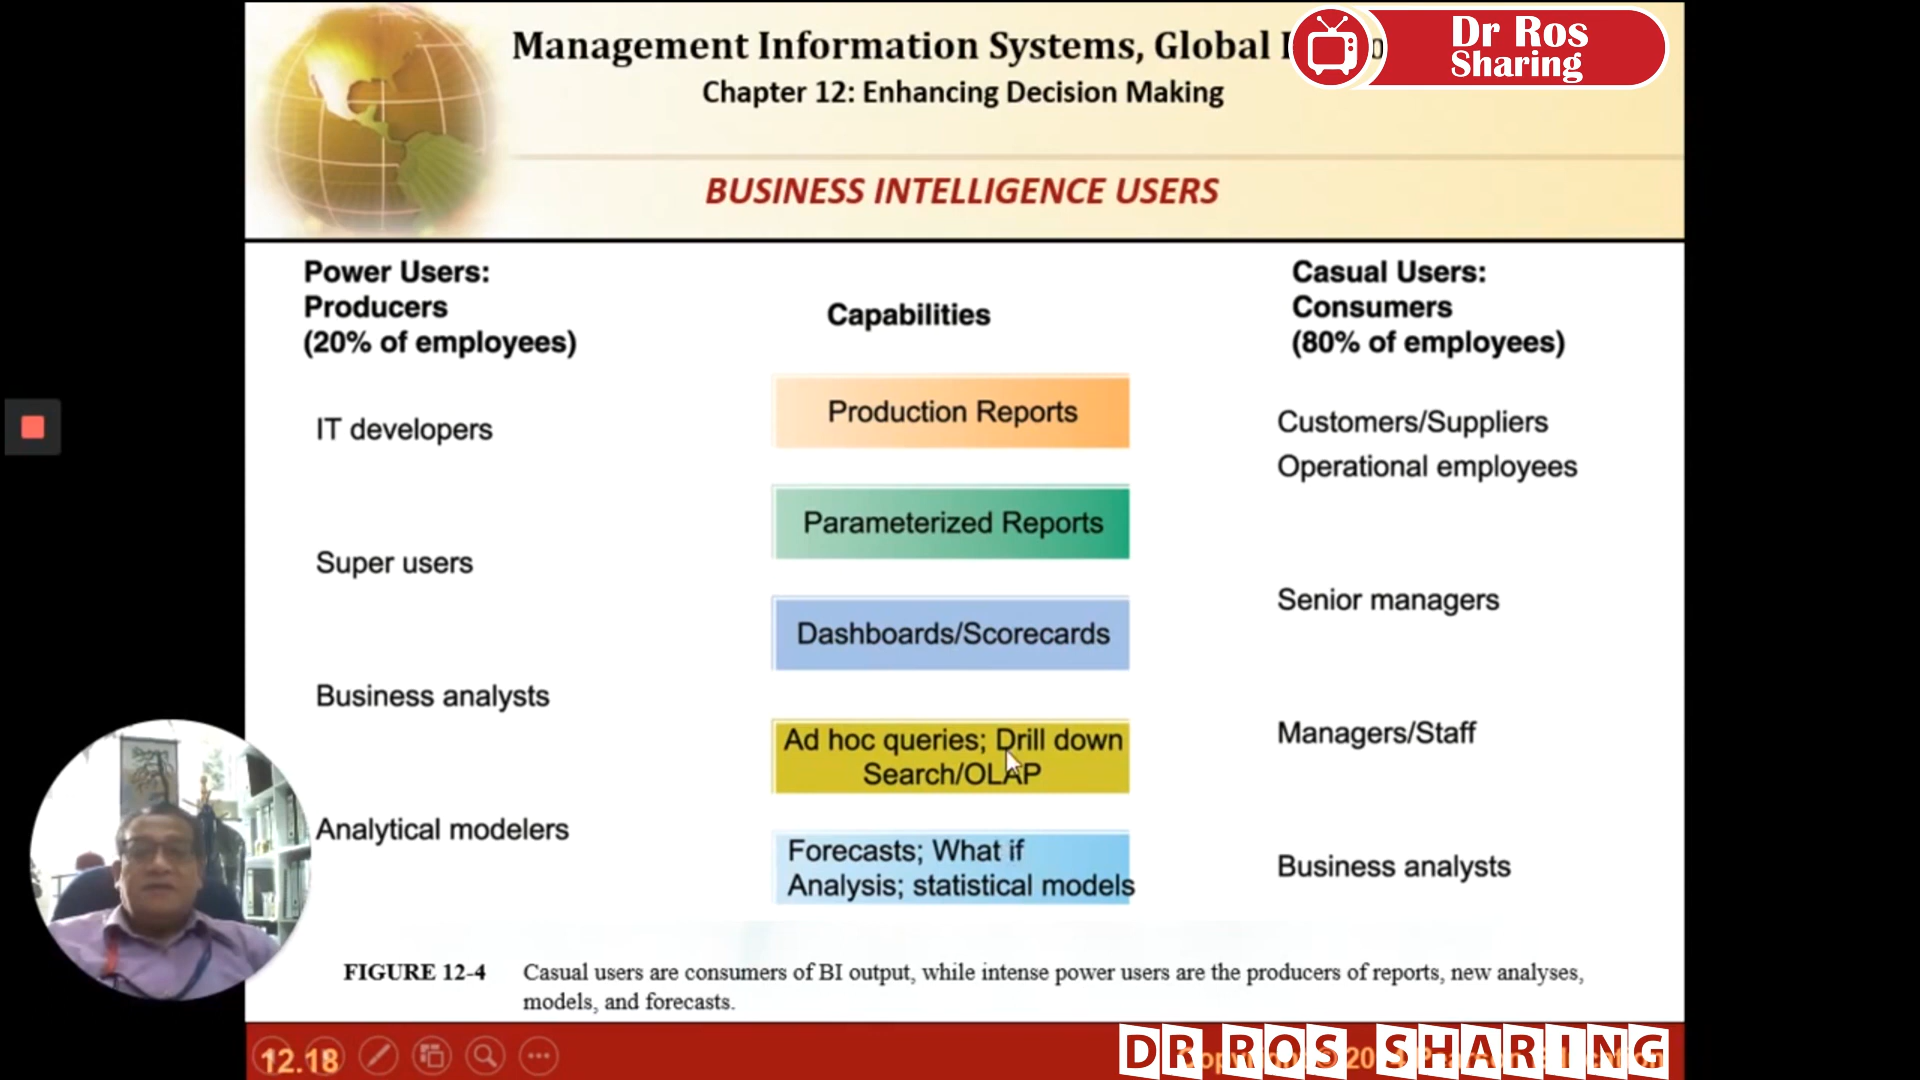 Management Information Systems, Global
Chapter 12: Enhancing Decision Making
Dr Ros
Sharing
BUSINESS INTELLIGENCE USERS
Power Users:
Producers
(20% of employees)
IT developers
Super users
Business analysts
Analytical modelers
Capabilities
Production Reports
Parameterized Reports
Dashboards/Scorecards
Ad hoc queries; Drill down
Search/OLAP
Forecasts; What if
Analysis; statistical models
Casual Users:
Consumers
(80% of employees)
Customers/Suppliers
Operational employees
Senior managers
Managers/Staff
Business analysts
FIGURE 12-4 Casual users are consumers of BI output, while intense power users are the producers of reports, new analyses,
models, and forecasts.
12.18
DR ROS SHARING